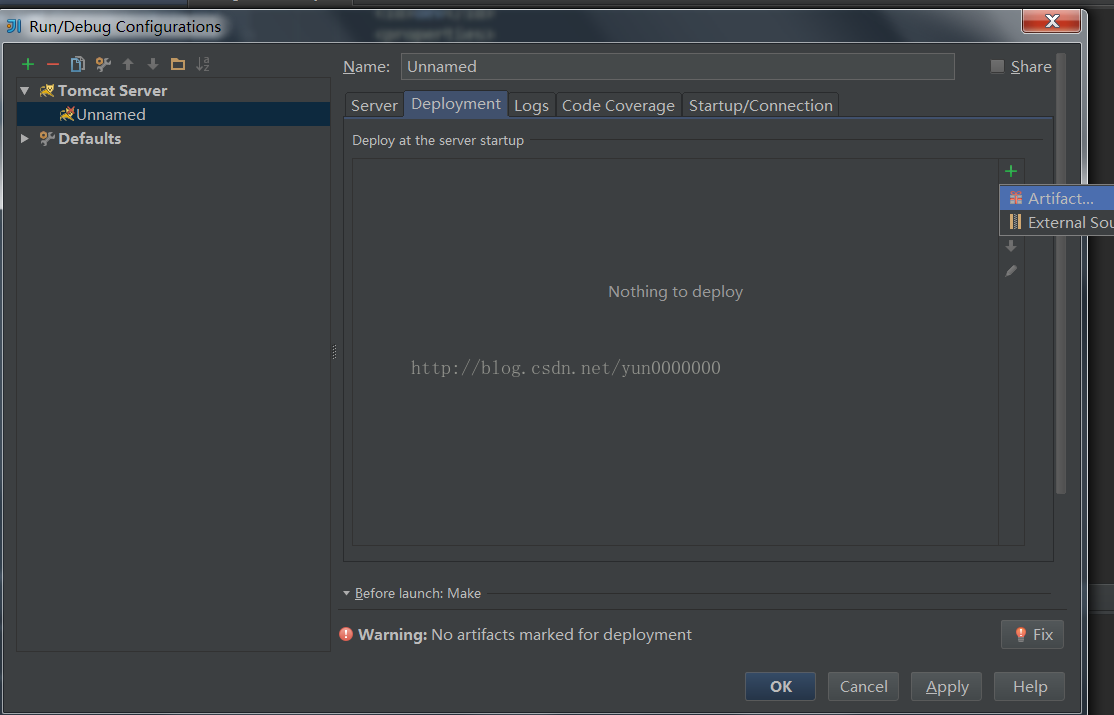 Run/Debug Configurations
Name: Unnamed Share
Tomcat Server
Unnamed
Defaults
Server Deployment Logs Code Coverage Startup/Connection
Deploy at the server startup
Artifact...
External Sou
Nothing to deploy
http://blog.csdn.net/yun0000000
Before launch: Make
Warning: No artifacts marked for deployment Fix
OK Cancel Apply Help